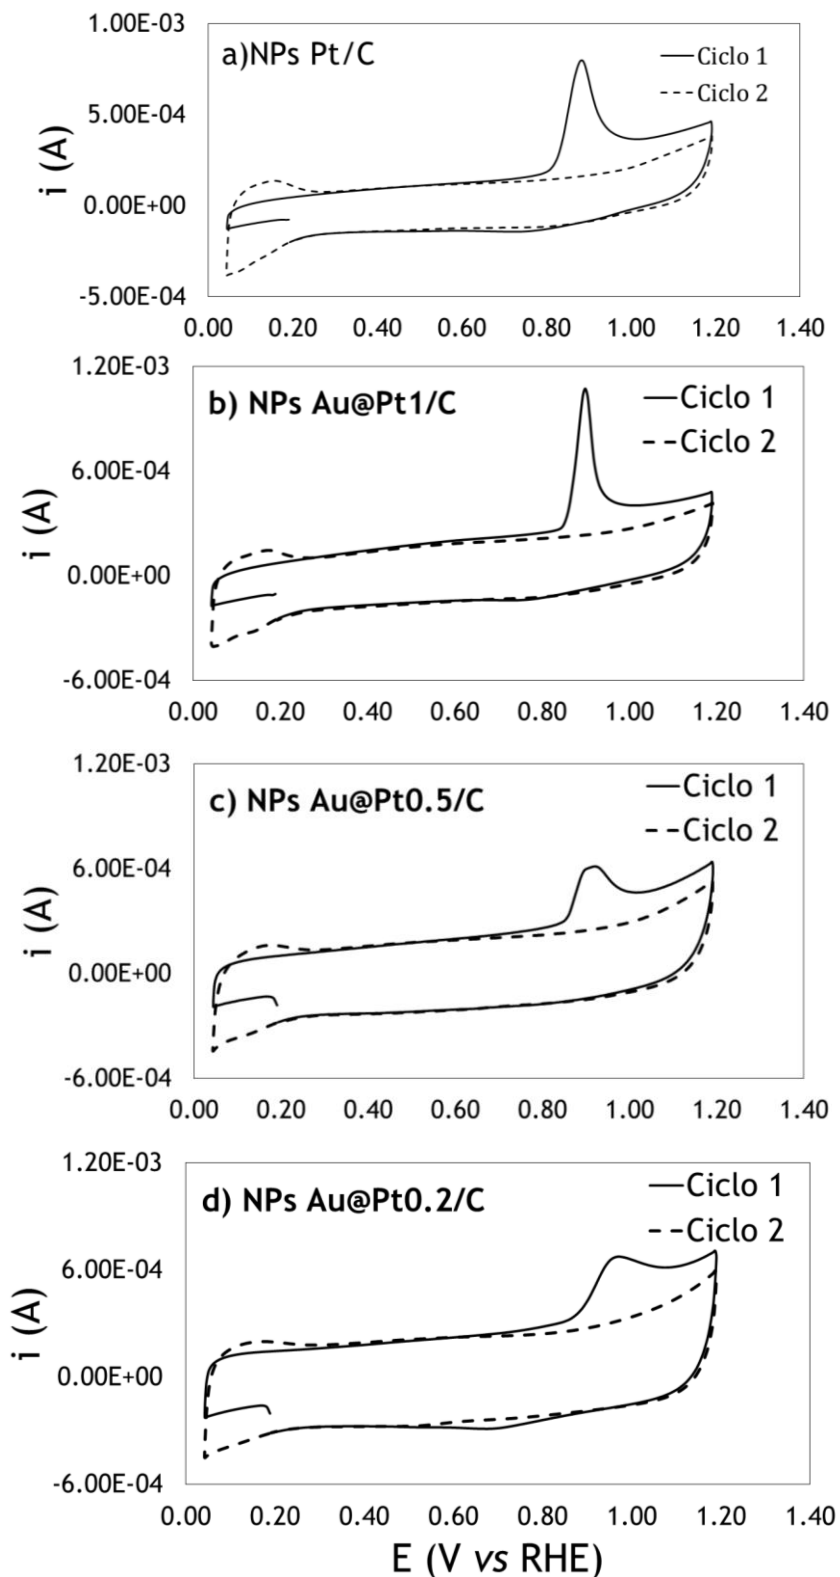 1.00E-03
a)NPs Pt/C
Ciclo 1
Ciclo 2
5.00E-04
i (A)
0.00E+00
-5.00E-04
0.00 0.20 0.40 0.60 0.80 1.00 1.20 1.40
1.20E-03
b) NPs Au@Pt1/C
Ciclo 1
Ciclo 2
6.00E-04
i (A)
0.00E+00
-6.00E-04
0.00 0.20 0.40 0.60 0.80 1.00 1.20 1.40
1.20E-03
c) NPs Au@Pt0.5/C
Ciclo 1
Ciclo 2
6.00E-04
i (A)
0.00E+00
-6.00E-04
0.00 0.20 0.40 0.60 0.80 1.00 1.20 1.40
1.20E-03
d) NPs Au@Pt0.2/C
Ciclo 1
Ciclo 2
6.00E-04
i (A)
0.00E+00
-6.00E-04
0.00 0.20 0.40 0.60 0.80 1.00 1.20 1.40
E (V vs RHE)